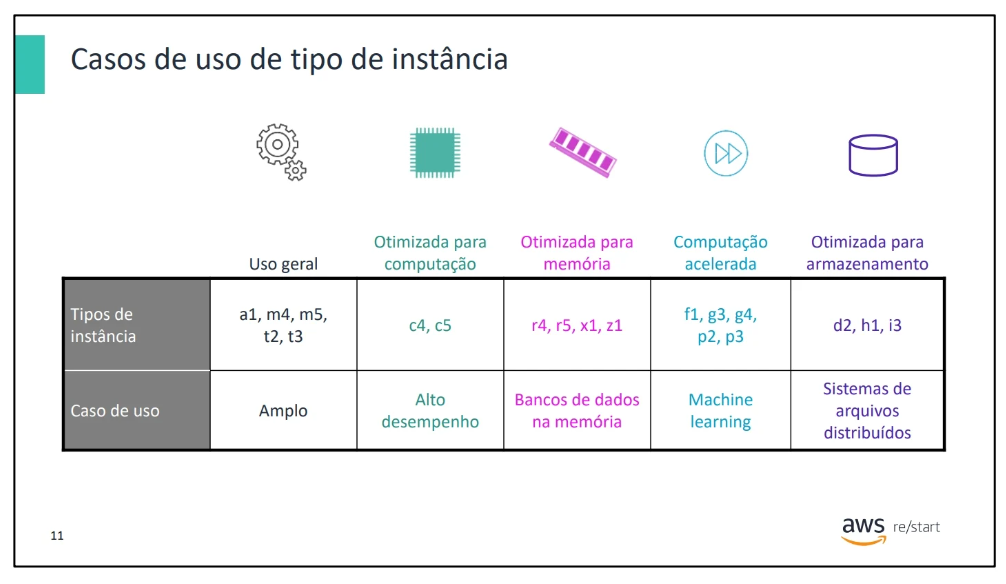 Casos de uso de tipo de instância
Uso geral
Otimizada para
computação
Otimizada para
memória
Computação
acelerada
Otimizada para
armazenamento
Tipos de
instância
a1, m4, m5,
t2, t3
c4, c5
r4, r5, x1, z1
f1, g3, g4,
p2, p3
d2, h1, i3
Caso de uso
Amplo
Alto
desempenho
Bancos de dados
na memória
Machine
learning
Sistemas de
arquivos
distribuídos
11
aws re/start